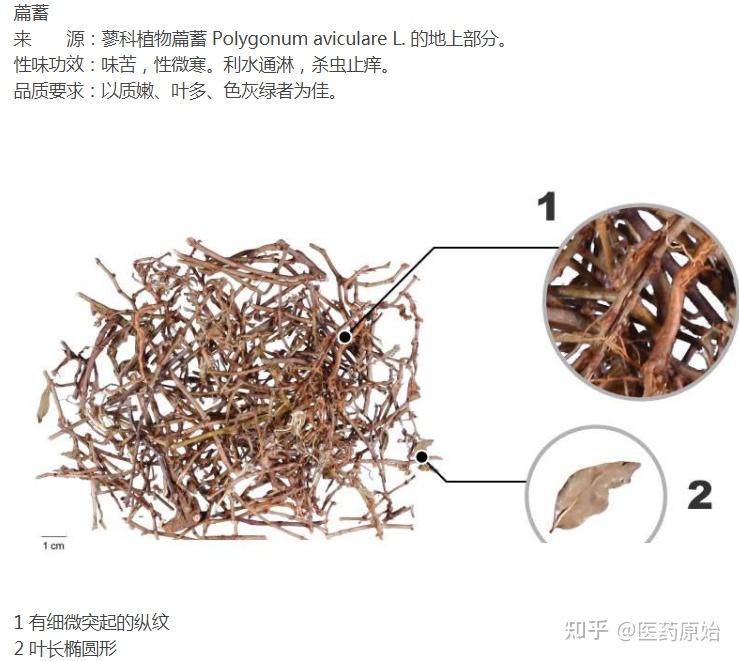 萹蓄
来　　源：蓼科植物萹蓄 Polygonum aviculare L. 的地上部分。
性味功效：味苦，性微寒。利水通淋，杀虫止痒。
品质要求：以质嫩、叶多、色灰绿者为佳。
1
2
1 cm
1 有细微突起的纵纹
2 叶长椭圆形
知乎 @医药原始